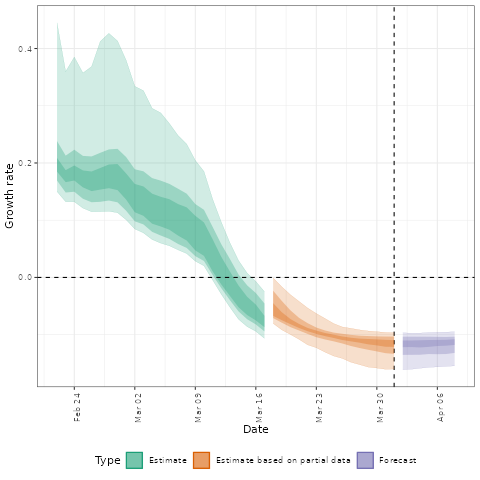 Growth rate
0.4
0.2
0.0
Feb 24
Mar 02
Mar 09
Mar 16
Mar 23
Mar 30
Apr 06
Date
Type Estimate Estimate based on partial data Forecast